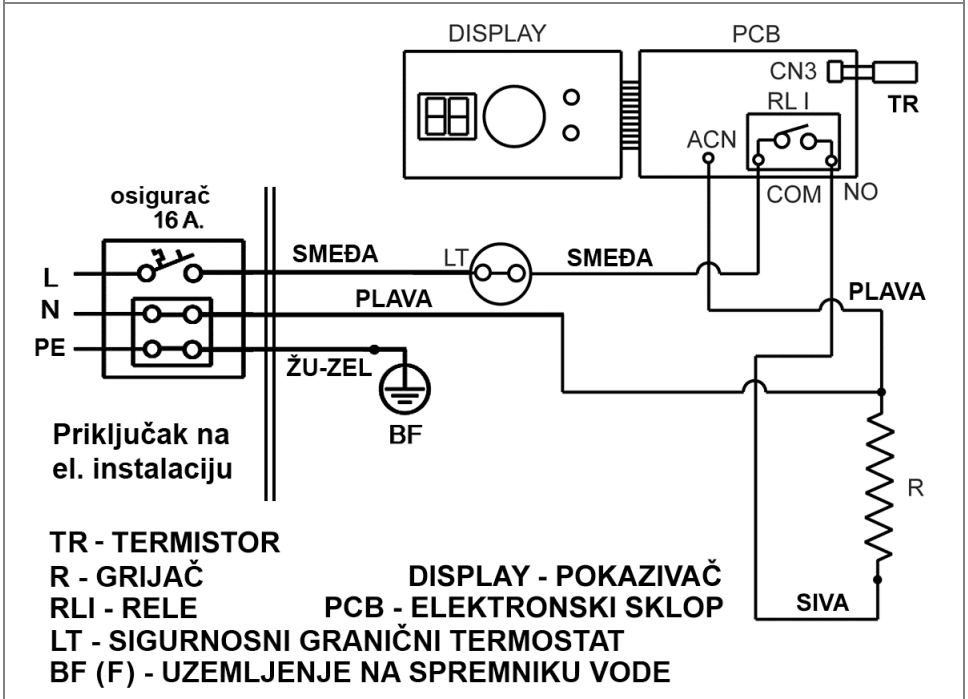 DISPLAY
PCB
CN3
TR
RL I
ACN
COM
NO
osigurač
16 A.
L
N
PE
SMEĐA
LT
SMEĐA
PLAVA
PLAVA
ŽU-ZEL
BF
Priključak na
el. instalaciju
R
SIVA
TR - TERMISTOR
R - GRIJAČ
DISPLAY - POKAZIVAČ
RLI - RELE
PCB - ELEKTRONSKI SKLOP
LT - SIGURNOSNI GRANIČNI TERMOSTAT
BF (F) - UZEMLJENJE NA SPREMNIKU VODE